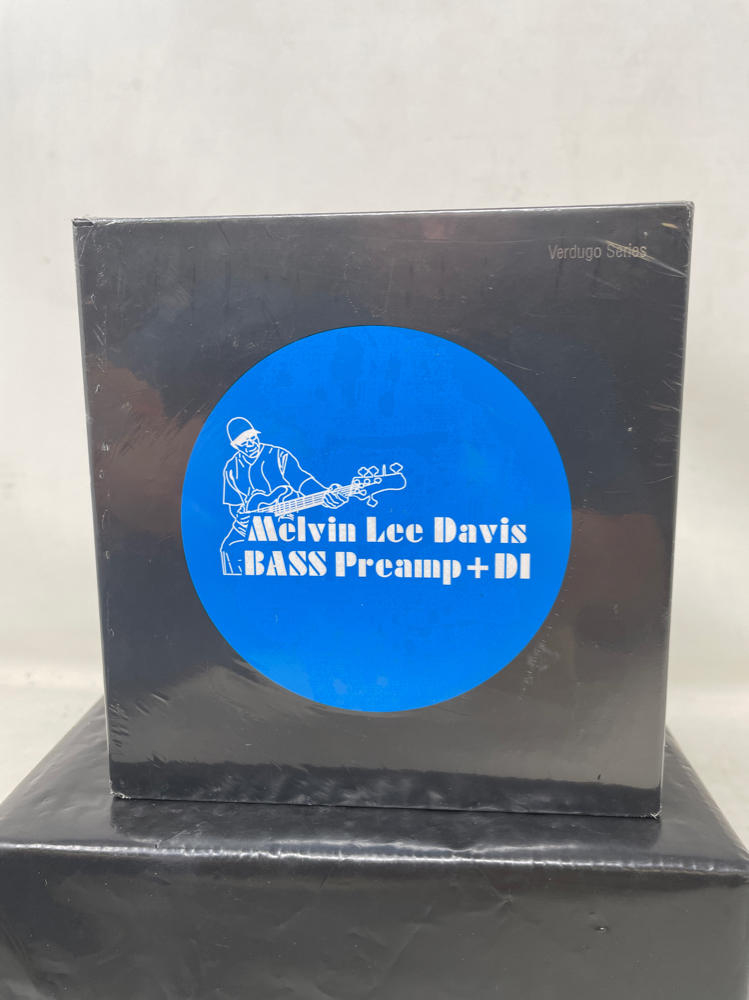 Verdugo Series
Melvin Lee Davis
BASS Preamp+DI